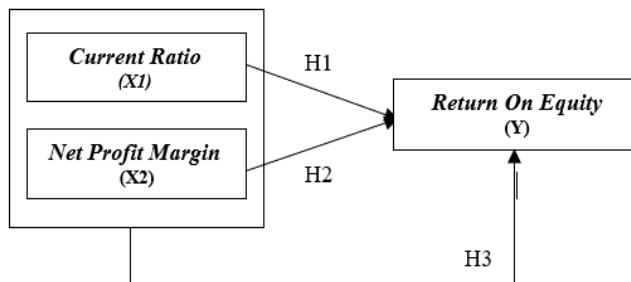 Current Ratio
(X1)
H1
Return On Equity
(Y)
Net Profit Margin
(X2)
H2
H3